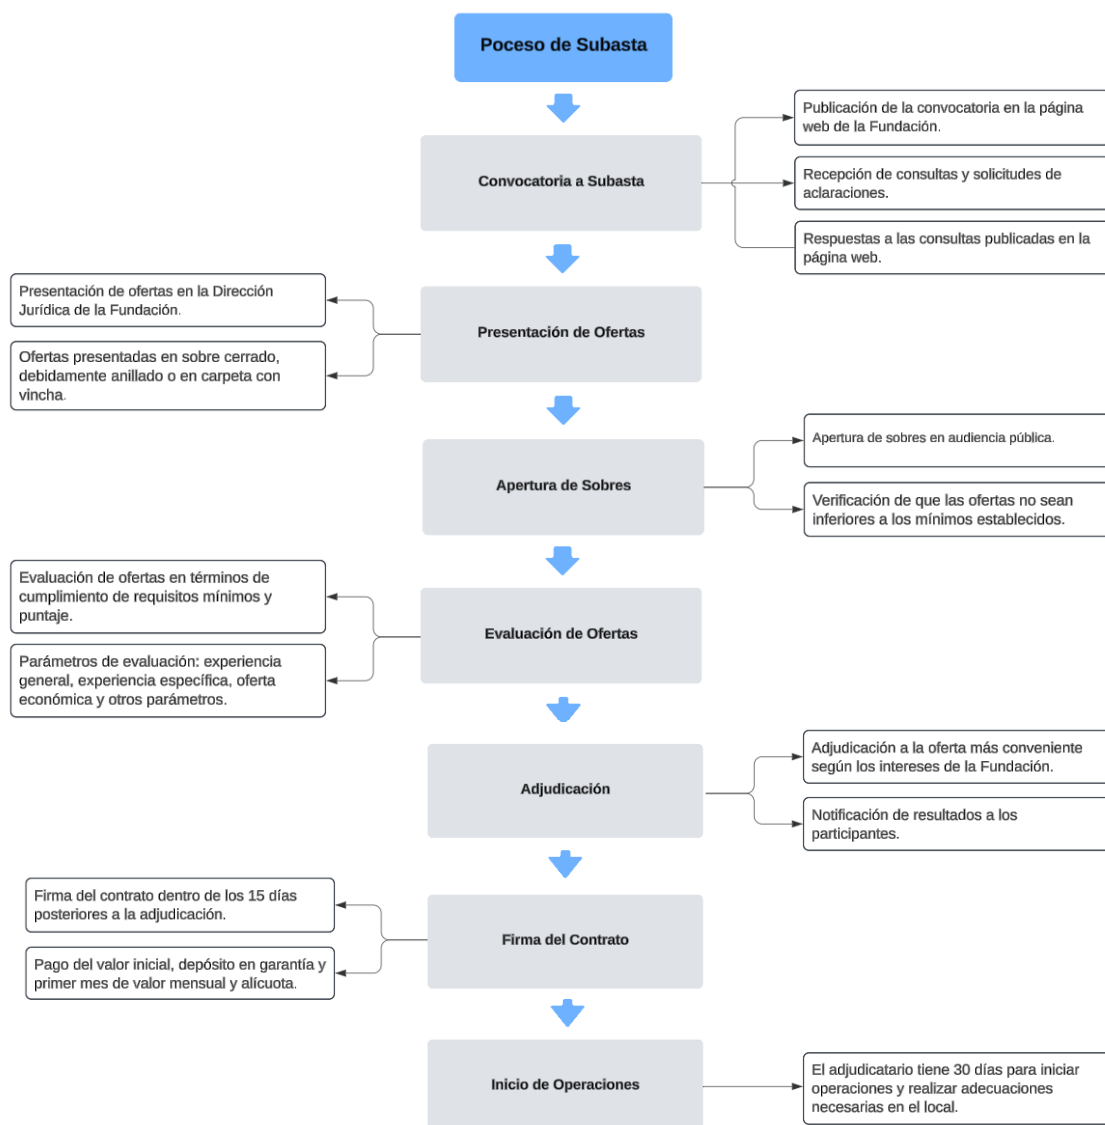 Poceso de Subasta
Convocatoria a Subasta
Publicación de la convocatoria en la página
web de la Fundación.
Recepción de consultas y solicitudes de
aclaraciones.
Respuestas a las consultas publicadas en la
página web.
Presentación de Ofertas
Presentación de ofertas en la Dirección
Jurídica de la Fundación.
Ofertas presentadas en sobre cerrado,
debidamente anillado o en carpeta con
vincha.
Apertura de Sobres
Apertura de sobres en audiencia pública.
Verificación de que las ofertas no sean
inferiores a los mínimos establecidos.
Evaluación de Ofertas
Evaluación de ofertas en términos de
cumplimiento de requisitos mínimos y
puntaje.
Parámetros de evaluación: experiencia
general, experiencia específica, oferta
económica y otros parámetros.
Adjudicación
Adjudicación a la oferta más conveniente
según los intereses de la Fundación.
Notificación de resultados a los
participantes.
Firma del Contrato
Firma del contrato dentro de los 15 días
posteriores a la adjudicación.
Pago del valor inicial, depósito en garantía y
primer mes de valor mensual y alícuota.
Inicio de Operaciones
El adjudicatario tiene 30 días para iniciar
operaciones y realizar adecuaciones
necesarias en el local.